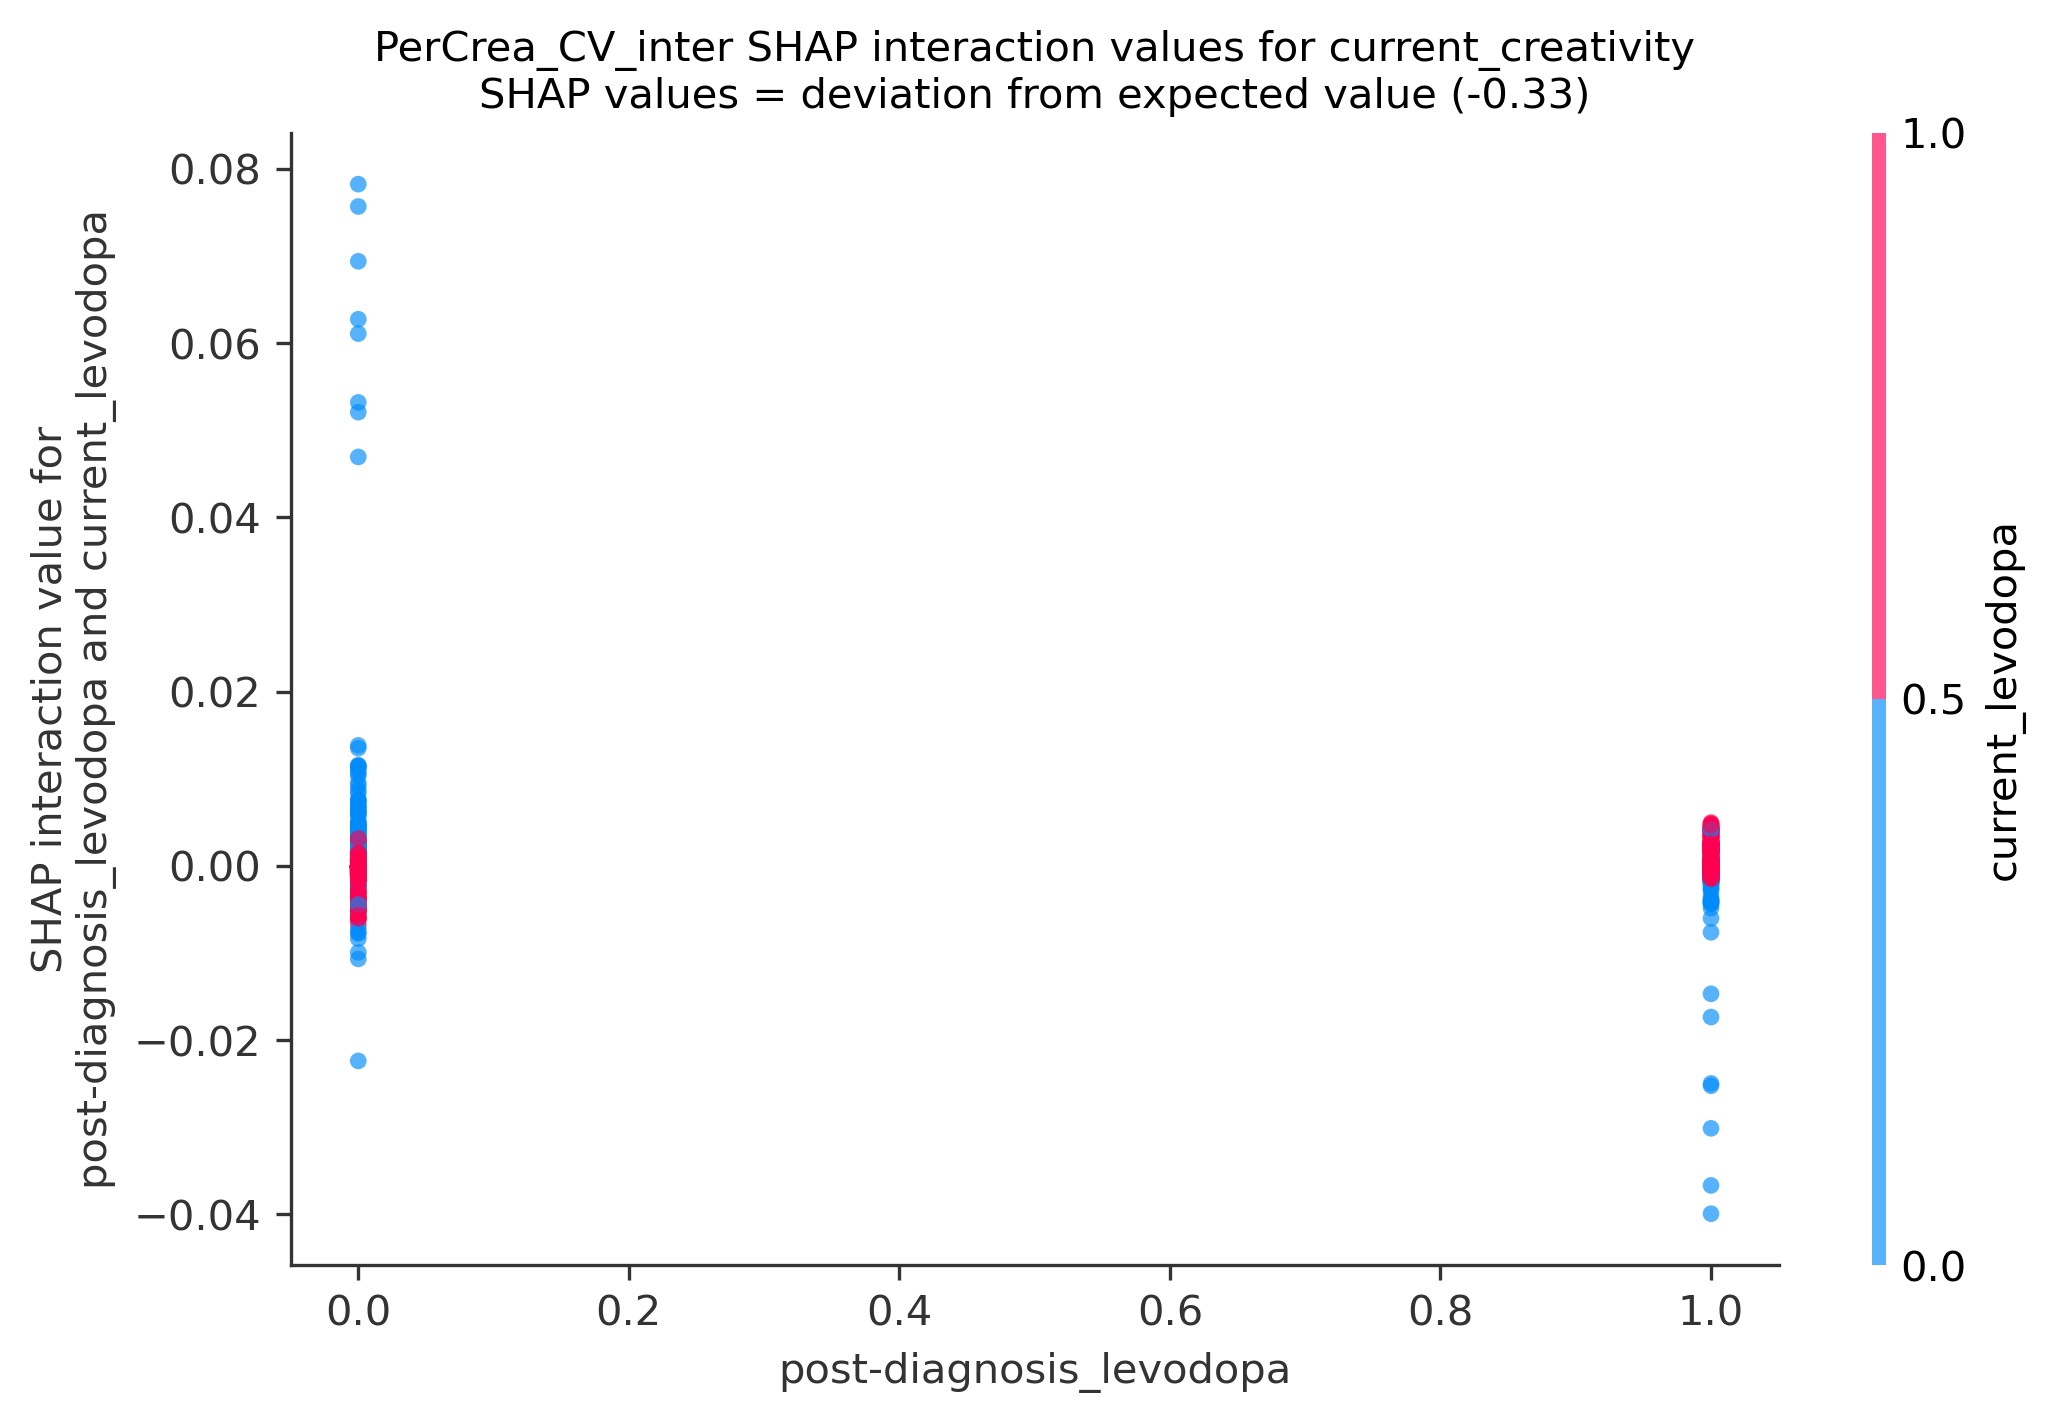 PerCrea_CV_inter SHAP interaction values for current_creativity
SHAP values = deviation from expected value (-0.33)
SHAP interaction value for
post-diagnosis_levodopa and current_levodopa
0.08
0.06
0.04
0.02
0.00
−0.02
−0.04
0.0
0.2
0.4
0.6
0.8
1.0
post-diagnosis_levodopa
1.0
0.5
0.0
current_levodopa